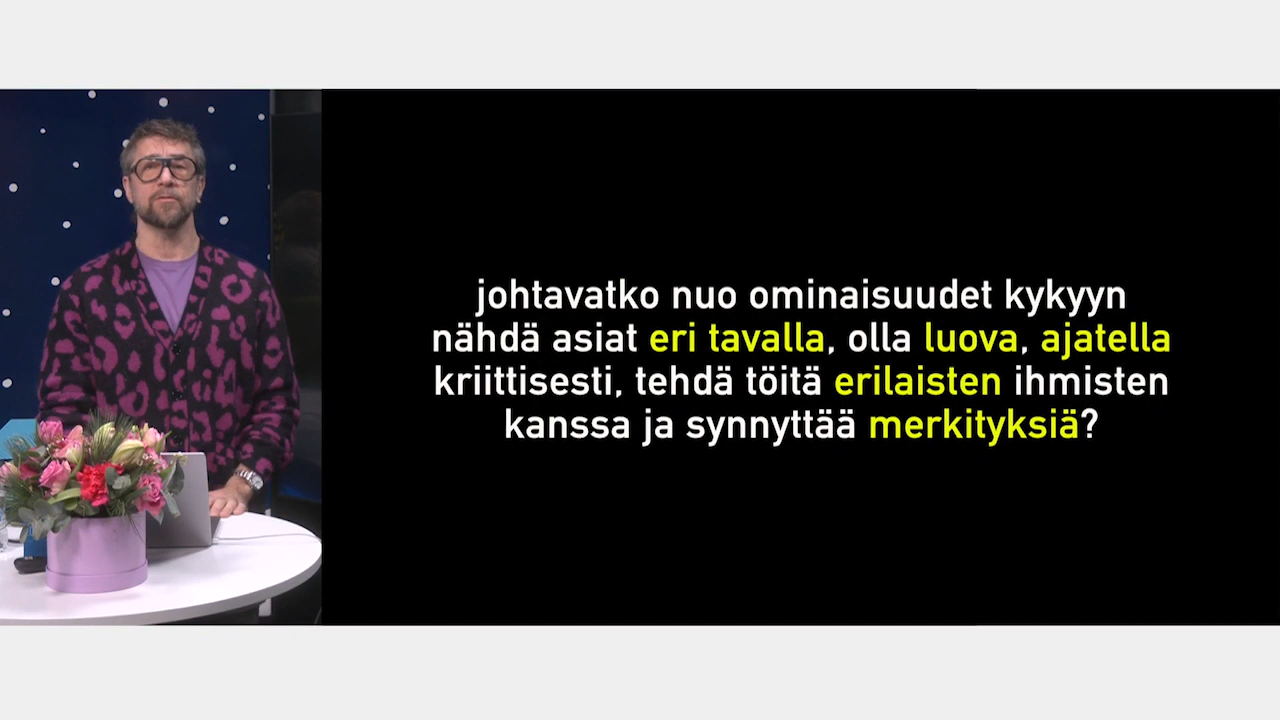 johtavatko nuo ominaisuudet kykyyn
nähdä asiat eri tavalla, olla luova, ajatella
kriittisesti, tehdä töitä erilaisten ihmisten
kanssa ja synnyttää merkityksiä?